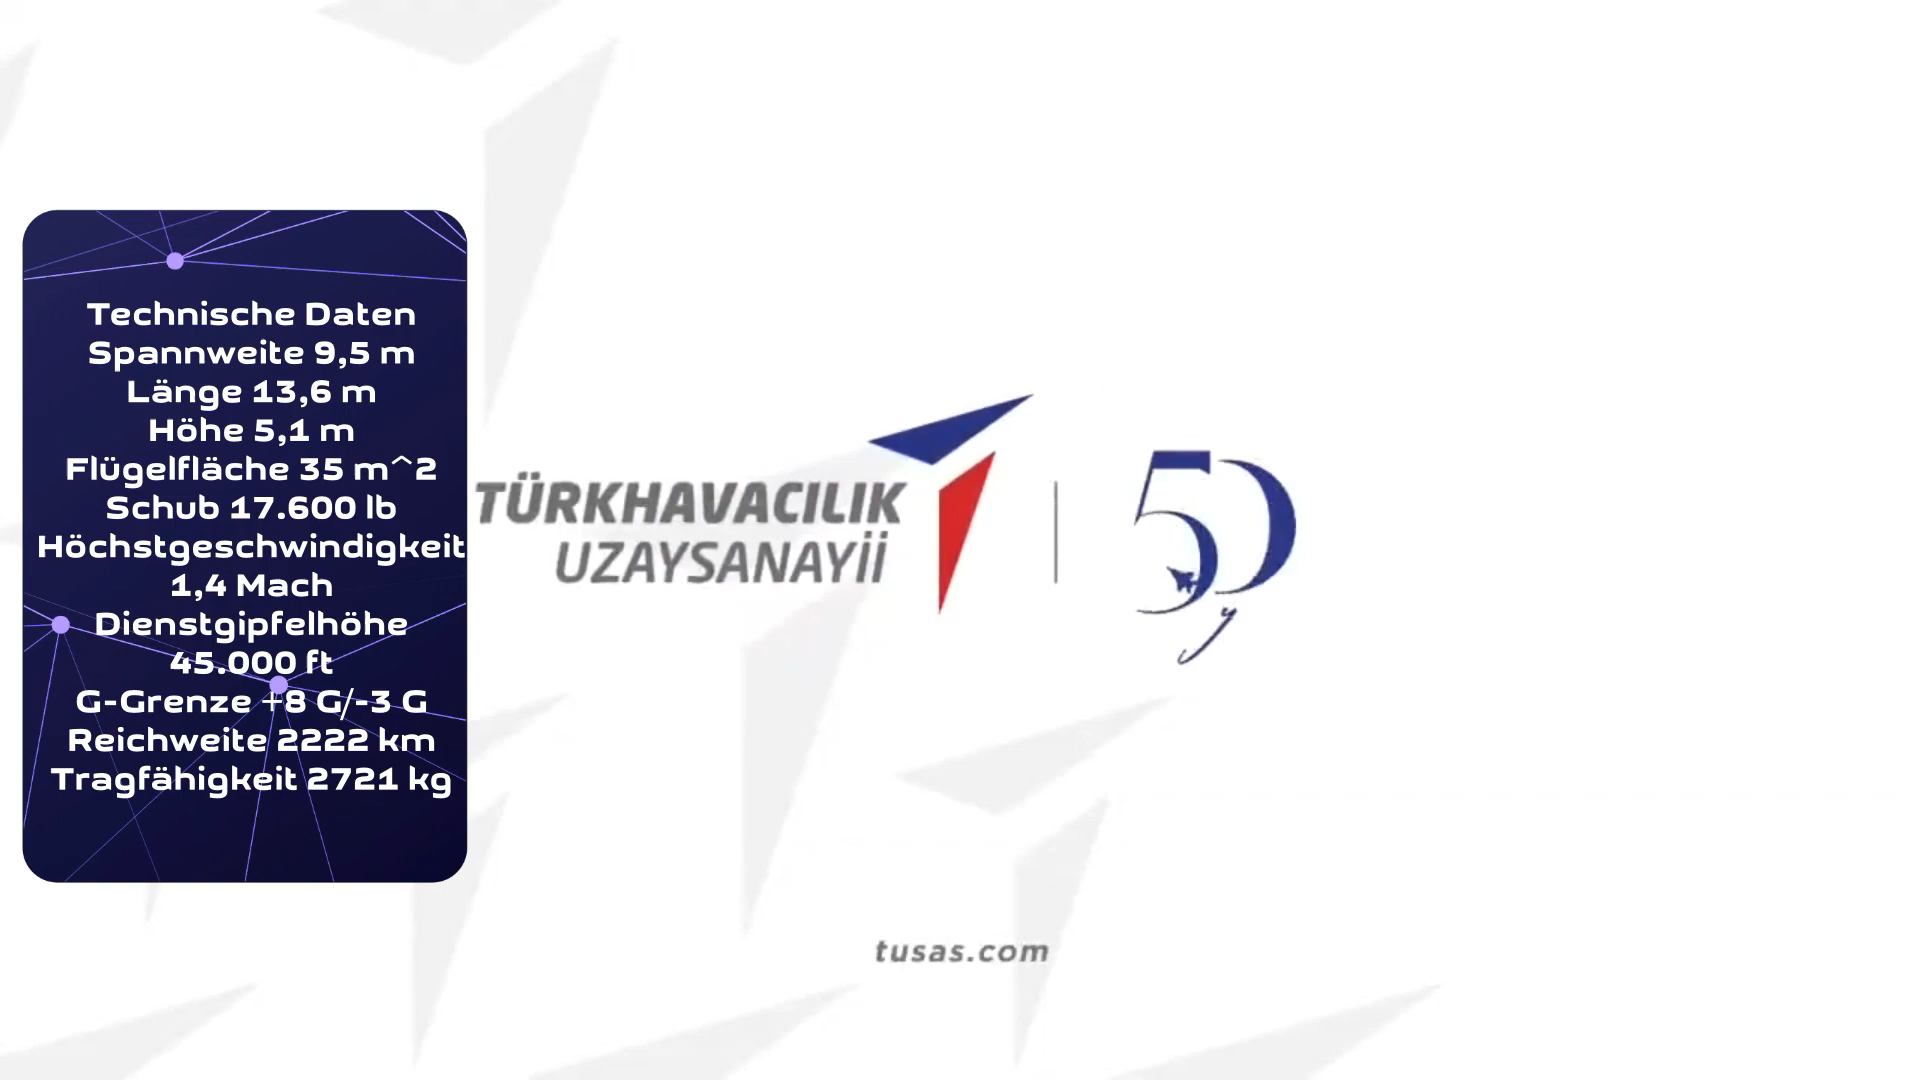 Technische Daten
Spannweite 9,5 m
Länge 13,6 m
Höhe 5,1 m
Flügelfläche 35 m^2
Schub 17.600 lb
Höchstgeschwindigkeit
1,4 Mach
Dienstgipfelhöhe
45.000 ft
G-Grenze +8 G/-3 G
Reichweite 2222 km
Tragfähigkeit 2721 kg
TÜRKHAVACILIK
UZAYSANAYİİ
50
y
tusas.com